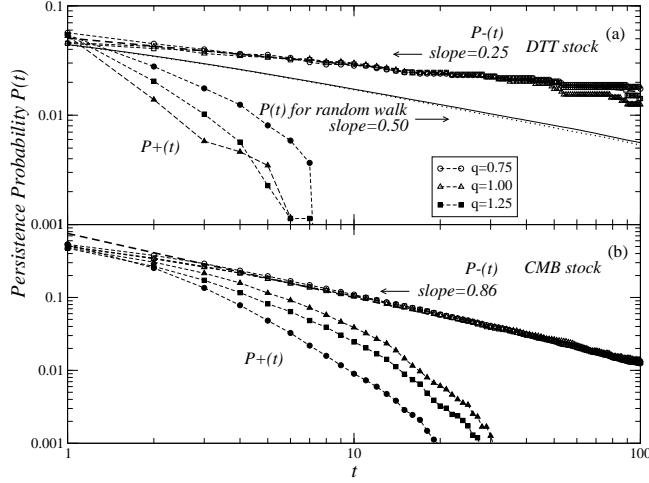 0.1
P-(t)
(a)
slope=0.25
DTT stock
0.01
P(t) for random walk
slope=0.50
P+(t)
q=0.75
q=1.00
q=1.25
0.001
Persistence Probability P(t)
(b)
P-(t)
CMB stock
slope=0.86
0.1
P+(t)
0.01
0.001
1
10
100
t